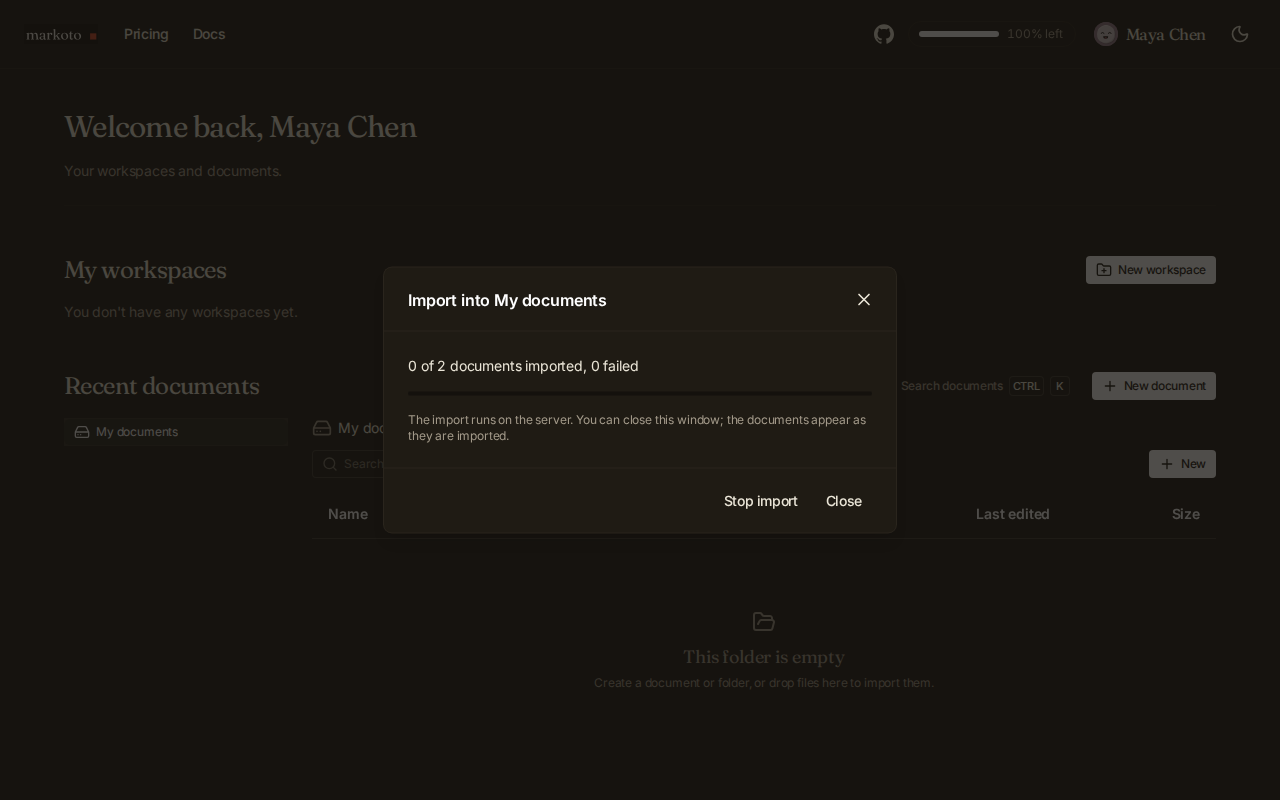 markoto
Pricing
Docs
100% left
Maya Chen
Welcome back, Maya Chen
Your workspaces and documents.
My workspaces
New workspace
You don't have any workspaces yet.
Import into My documents
0 of 2 documents imported, 0 failed
The import runs on the server. You can close this window; the documents appear as
they are imported.
Stop import
Close
Recent documents
Search documents
CTRL
K
New document
My documents
My doc
Search
New
Name
Last edited
Size
This folder is empty
Create a document or folder, or drop files here to import them.